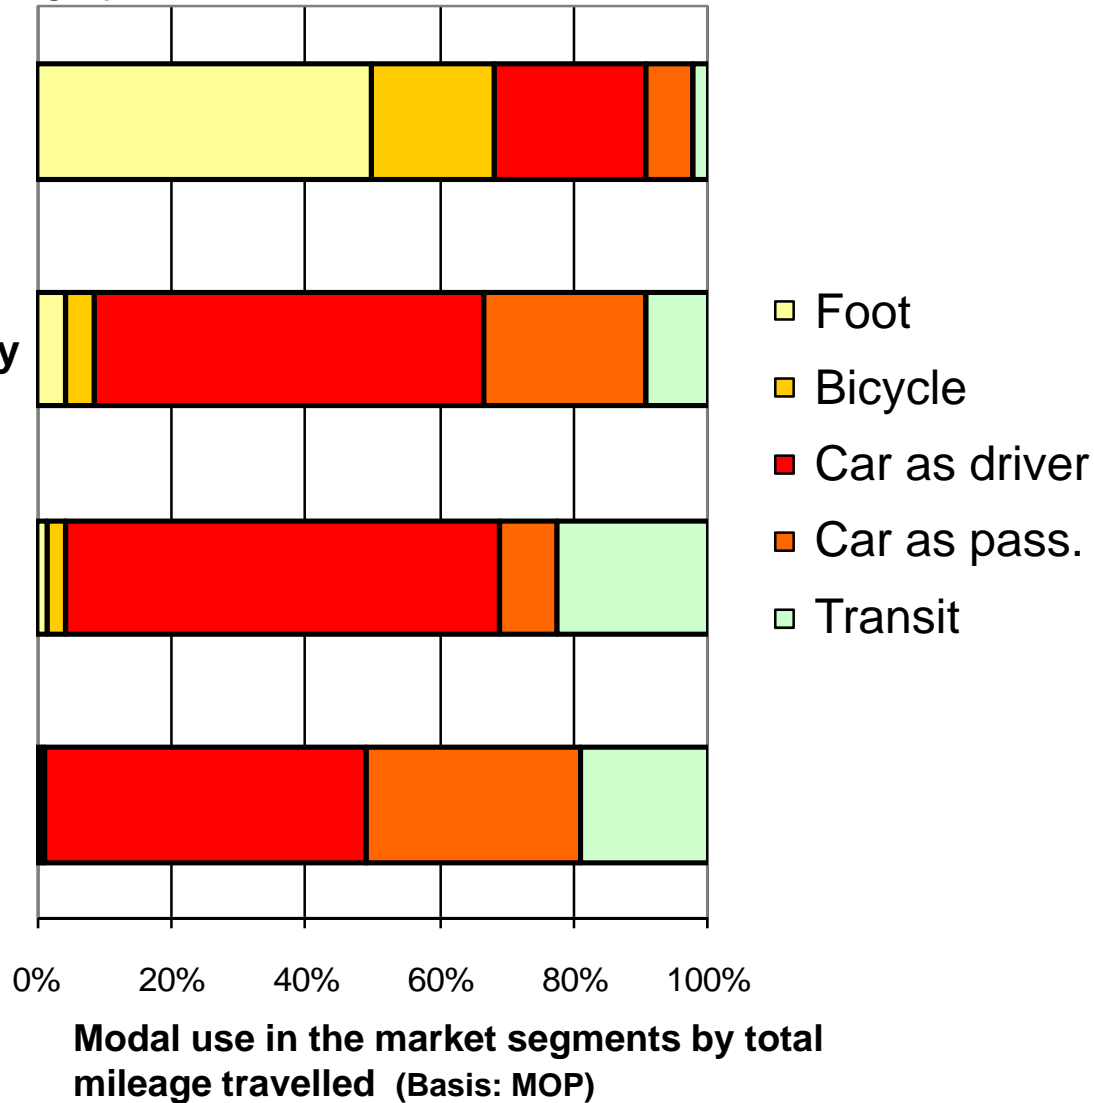 y
Foot
Bicycle
Car as driver
Car as pass.
Transit
0% 20% 40% 60% 80% 100%
Modal use in the market segments by total
mileage travelled (Basis: MOP)